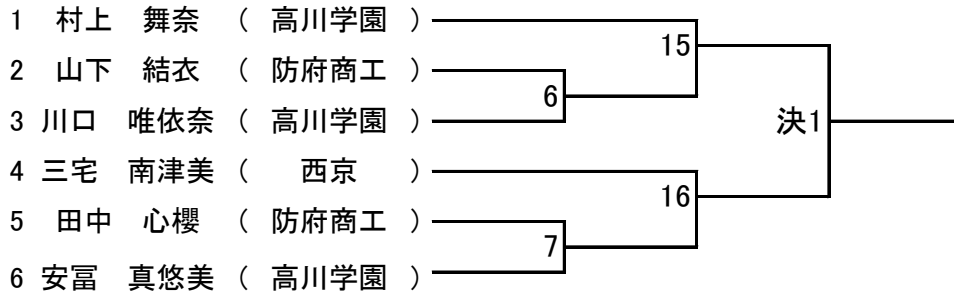 1 村上 舞奈 ( 高川学園 )
15
2 山下 結衣 ( 防府商工 )
6
3 川口 唯依奈 ( 高川学園 )
決1
4 三宅 南津美 ( 西京 )
16
5 田中 心櫻 ( 防府商工 )
7
6 安冨 真悠美 ( 高川学園 )